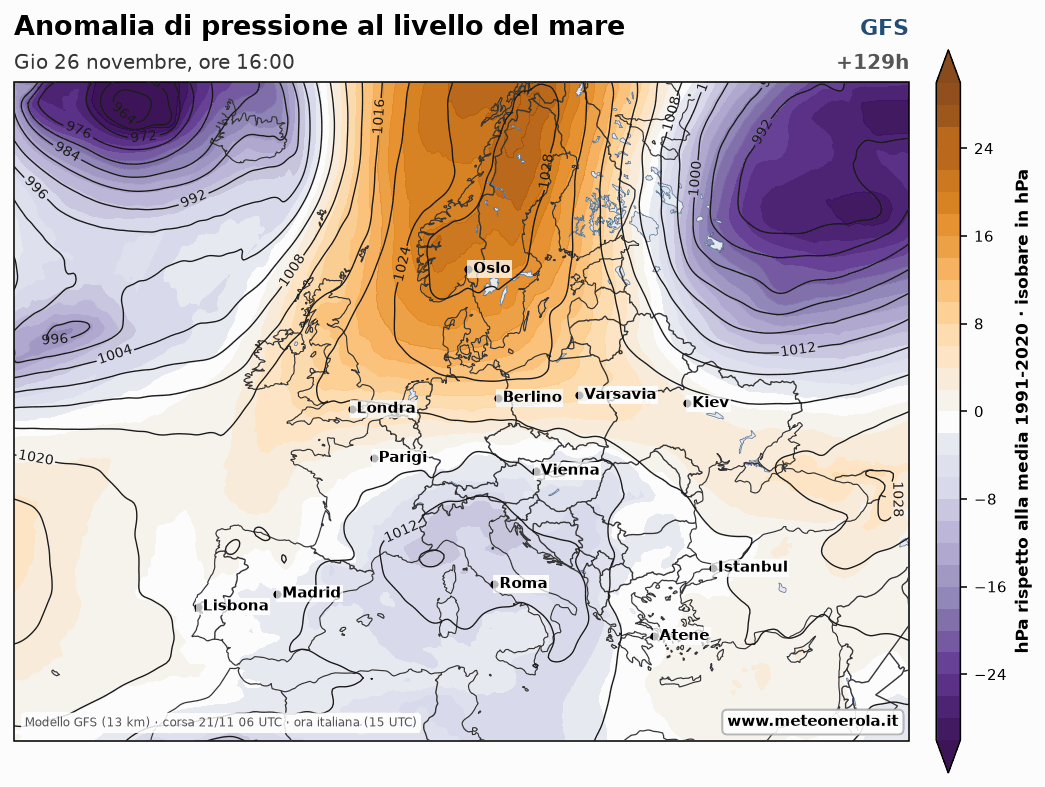 Anomalia di pressione al livello del mare
GFS
Gio 26 novembre, ore 16:00
+129h
964
976
972
984
996
992
1016
1028
1008
1
992
1000
1024
1008
Oslo
996
1004
1012
Londra
Berlino
Varsavia
Kiev
1020
Parigi
Vienna
1028
1012
Istanbul
Roma
Madrid
Lisbona
Atene
Modello GFS (13 km) · corsa 21/11 06 UTC · ora italiana (15 UTC)
www.meteonerola.it
24
16
8
0
−8
−16
−24
hPa rispetto alla media 1991-2020 · isobare in hPa